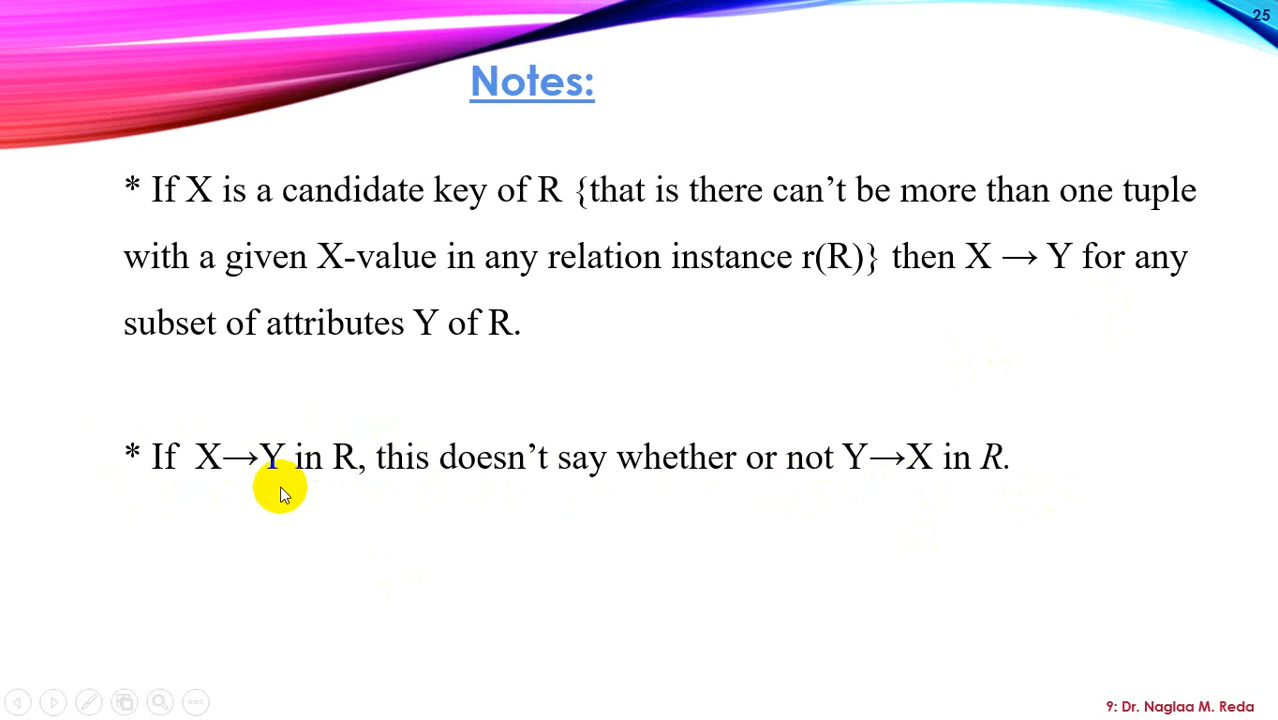 25
Notes:
* If X is a candidate key of R {that is there can’t be more than one tuple
with a given X-value in any relation instance r(R)} then X → Y for any
subset of attributes Y of R.
* If X→Y in R, this doesn’t say whether or not Y→X in R.
9: Dr. Naglaa M. Reda